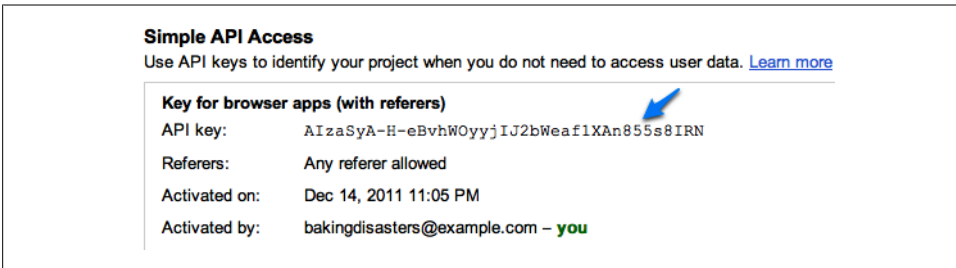 Simple API Access
Use API keys to identify your project when you do not need to access user data. Learn more
Key for browser apps (with referers)
API key: AIzaSyA-H-eBvhWOyyjIJ2bWeaf1XAn855s8IRN
Referers: Any referer allowed
Activated on: Dec 14, 2011 11:05 PM
Activated by: bakingdisasters@example.com – you